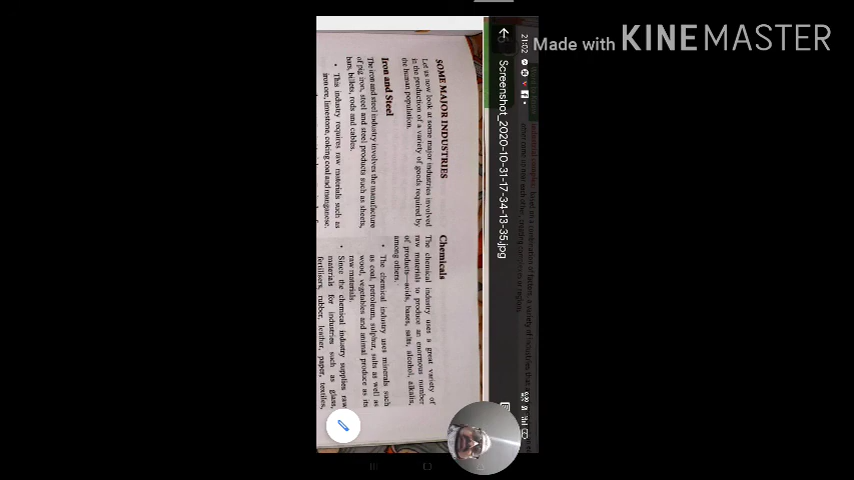 Made with KINEMASTER
21:02
Screenshot_2020-10-31-17-34-13-35.jpg
SOME MAJOR INDUSTRIES
Let us now look at some major industries involved
in the production of a variety of goods required by
the human population.
Iron and Steel
The iron and steel industry involves the manufacture
of pig iron, steel and steel products such as sheets,
bars, billets, rods and cables.
• This industry requires raw materials such as
iron ore, limestone, coking coal and manganese.
Chemicals
The chemical industry uses a great variety of
raw materials to produce an enormous number
of products—acids, bases, salts, alcohol, alkalis,
among others.
• The chemical industry uses minerals such
as coal, petroleum, sulphur, salts as well as
wood, vegetables and animal produce as its
raw materials.
• Since the chemical industry supplies raw
materials for industries such as glass,
fertilisers, rubber, leather, paper, textiles,